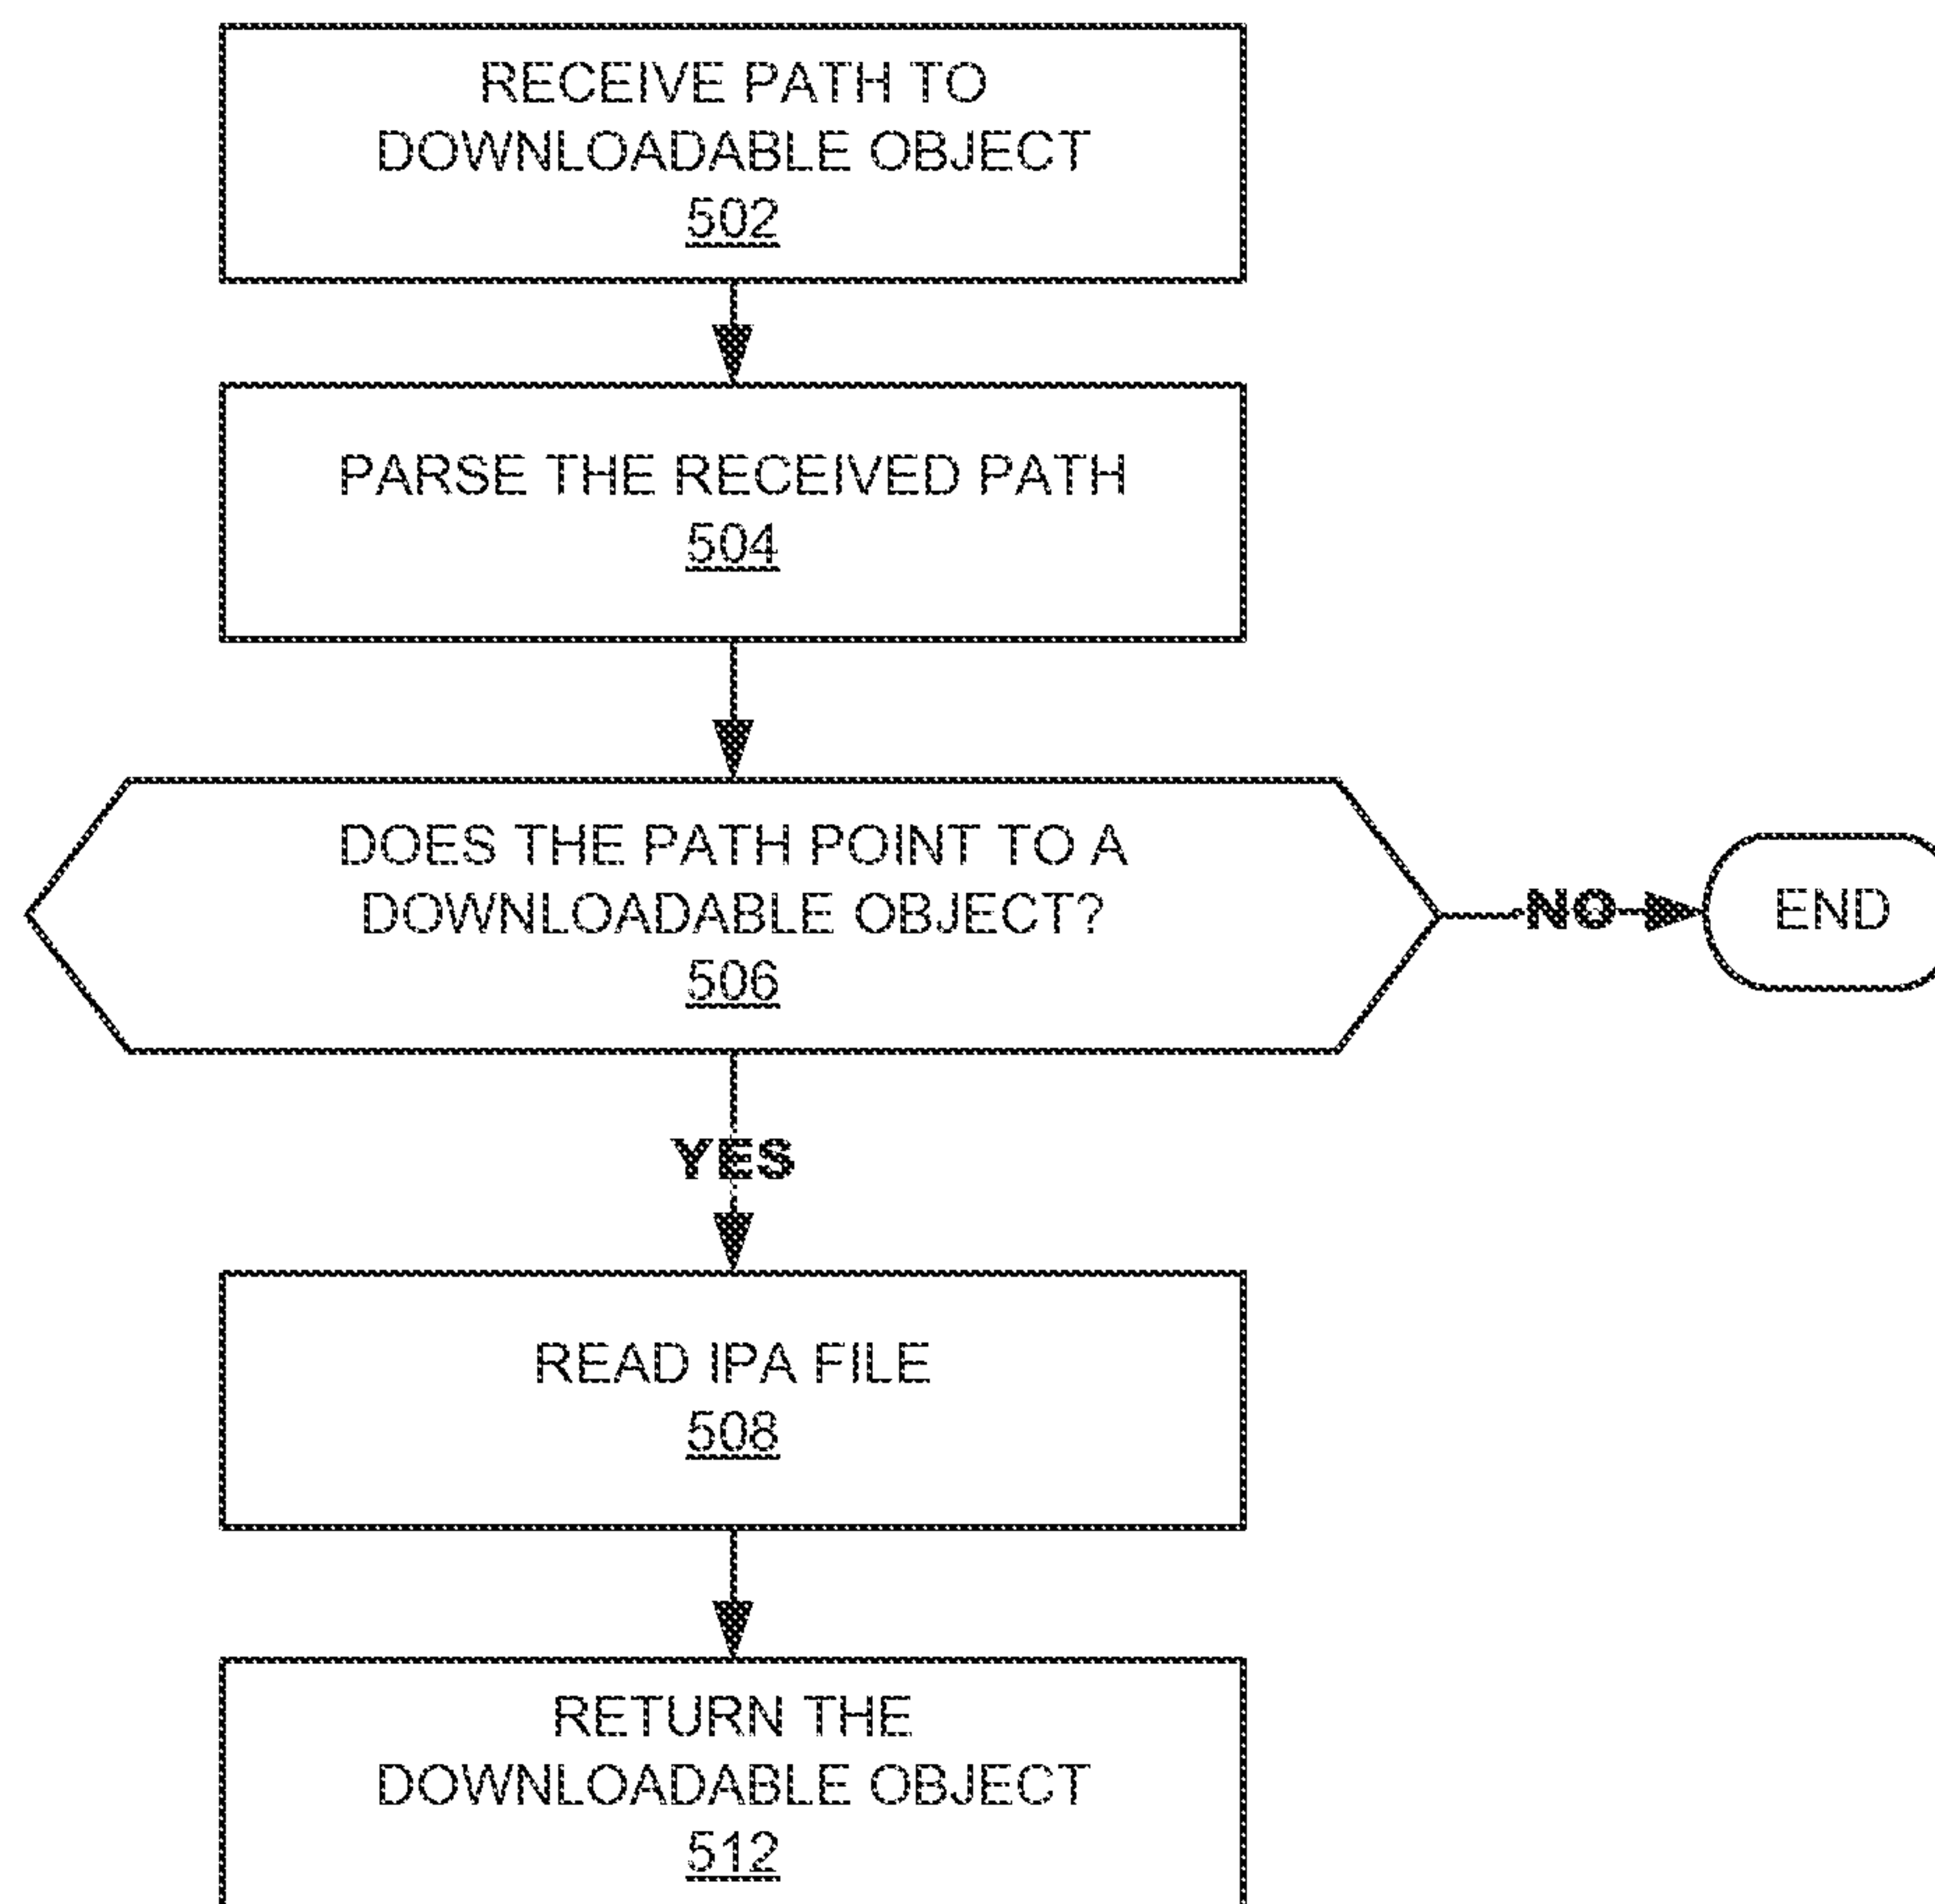 RECEIVE PATH TO
DOWNLOADABLE OBJECT
502
PARSE THE RECEIVED PATH
504
DOES THE PATH POINT TO A
DOWNLOADABLE OBJECT?
506
NO
END
YES
READ IPA FILE
508
RETURN THE
DOWNLOADABLE OBJECT
512